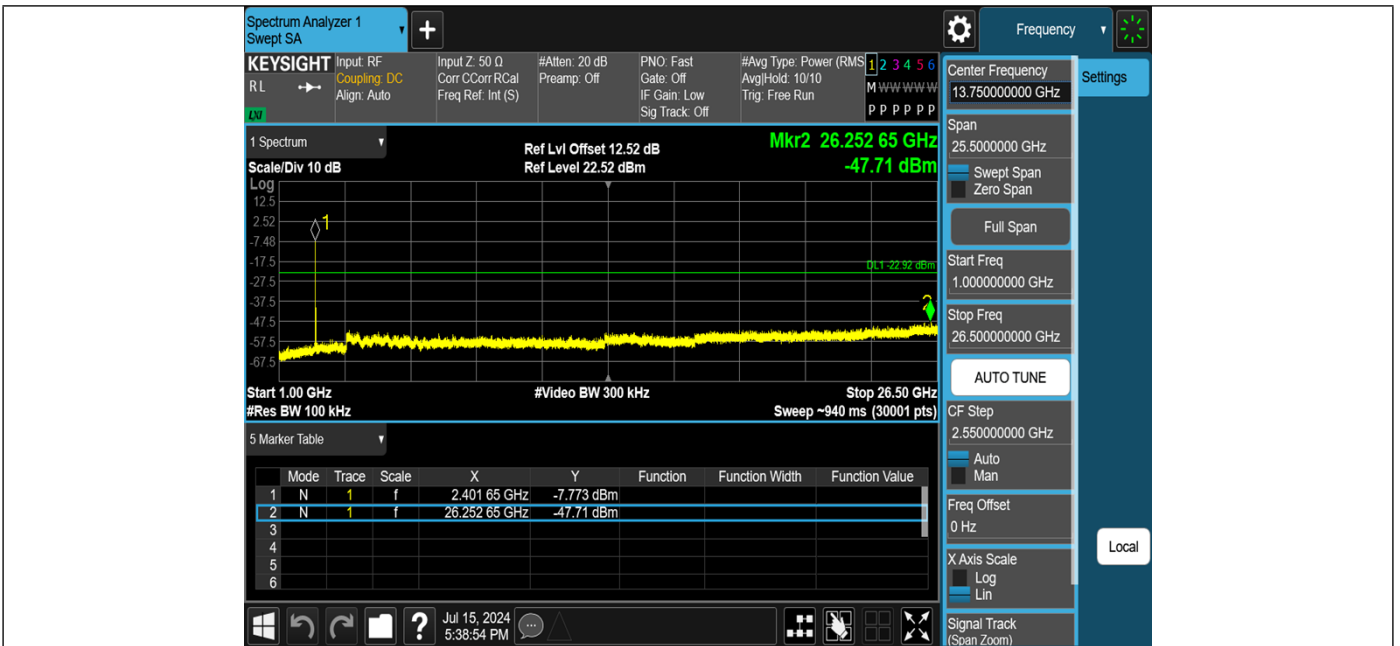 Spectrum Analyzer 1
Swept SA
+
Frequency
KEYSIGHT
RL
LXI
Input: RF
Coupling: DC
Align: Auto
Input Z: 50 Ω
Corr CCorr RCal
Freq Ref: Int (S)
#Atten: 20 dB
Preamp: Off
PNO: Fast
Gate: Off
IF Gain: Low
Sig Track: Off
#Avg Type: Power (RMS
Avg|Hold: 10/10
Trig: Free Run
1 2 3 4 5 6
M W W W W W
P P P P P P
1 Spectrum
Scale/Div 10 dB
Log
Ref Lvl Offset 12.52 dB
Ref Level 22.52 dBm
Mkr2 26.252 65 GHz
-47.71 dBm
12.5
2.52
-7.48
-17.5
-27.5
-37.5
-47.5
-57.5
-67.5
1
DL1 -22.92 dBm
2
Start 1.00 GHz
#Video BW 300 kHz
Stop 26.50 GHz
#Res BW 100 kHz
Sweep ~940 ms (30001 pts)
5 Marker Table
Mode Trace Scale X Y Function Function Width Function Value
1 N 1 f 2.401 65 GHz -7.773 dBm
2 N 1 f 26.252 65 GHz -47.71 dBm
3
4
5
6
Jul 15, 2024
5:38:54 PM
?
Center Frequency
13.750000000 GHz
Settings
Span
25.5000000 GHz
Swept Span
Zero Span
Full Span
Start Freq
1.000000000 GHz
Stop Freq
26.500000000 GHz
AUTO TUNE
CF Step
2.550000000 GHz
Auto
Man
Freq Offset
0 Hz
X Axis Scale
Log
Lin
Local
Signal Track
(Span Zoom)